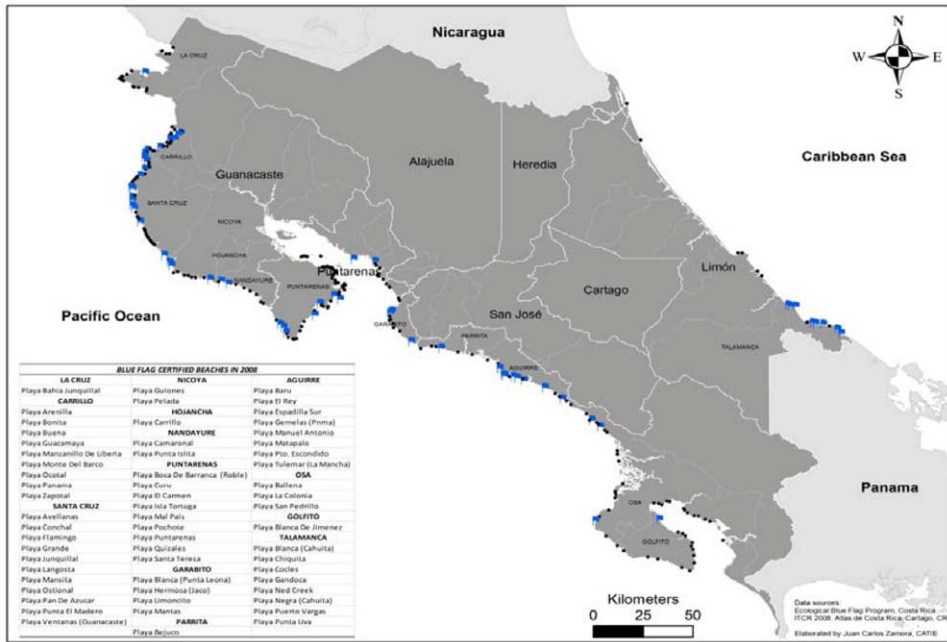 Nicaragua
N
W E
S
LA CRUZ
Caribbean Sea
Alajuela
Heredia
CARRILLO
Guanacaste
SANTA CRUZ
NICOYA
HOJANCHA
NANDAYURE
PUNTARENAS
Puntarenas
Limón
Cartago
San José
GARABITO
PARRITA
TALAMANCA
AGUIRRE
Pacific Ocean
Panama
OSA
GOLFITO
BLUE FLAG CERTIFIED BEACHES IN 2008
LA CRUZ NICOYA AGUIRRE
Playa Bahia Junquillal Playa Guiones Playa Baru
CARRILLO Playa Pelada Playa El Rey
Playa Arenilla HOJANCHA Playa Espadilla Sur
Playa Bonita Playa Carrillo Playa Gemelas (Prima)
Playa Buena NANDAYURE Playa Manuel Antonio
Playa Guacamaya Playa Camaronal Playa Matapalo
Playa Manzanillo De Liberia Playa Punta Islita Playa Pto. Escondido
Playa Monte Del Barco PUNTARENAS Playa Tulemar (La Mancha)
Playa Ocotal Playa Boca De Barranca (Roble) OSA
Playa Panama Playa Curu Playa Ballena
Playa Zapotal Playa El Carmen Playa La Colonia
SANTA CRUZ Playa Isla Tortuga Playa San Pedrillo
Playa Avellanas Playa Mal Pais GOLFITO
Playa Conchal Playa Pochote Playa Blanca De Jimenez
Playa Flamingo Playa Puntarenas TALAMANCA
Playa Grande Playa Quizales Playa Blanca (Cahuita)
Playa Junquillal Playa Santa Teresa Playa Chiquita
Playa Langosta GARABITO Playa Cocles
Playa Mansita Playa Blanca (Punta Leona) Playa Gandoca
Playa Ostional Playa Hermosa (Jaco) Playa Ned Creek
Playa Pan De Azucar Playa Limoncito Playa Negra (Cahuita)
Playa Punta El Madero Playa Mantas Playa Puerto Vargas
Playa Ventanas (Guanacaste) PARRITA Playa Punta Uva
Playa Bejuco
Kilometers
0 25 50
Data sources:
Ecological Blue Flag Program, Costa Rica
ITCR 2008. Atlas de Costa Rica. Cartago,
Elaborated by Juan Carlos Zamora, CATIE